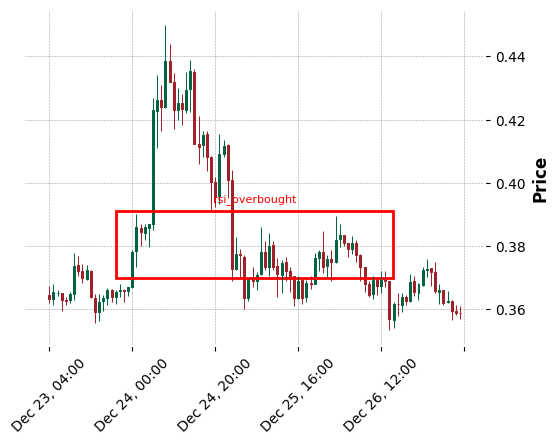 0.44
0.42
0.40
0.38
0.36
Price
rsi_overbought
Dec 23, 04:00
Dec 24, 00:00
Dec 24, 20:00
Dec 25, 16:00
Dec 26, 12:00